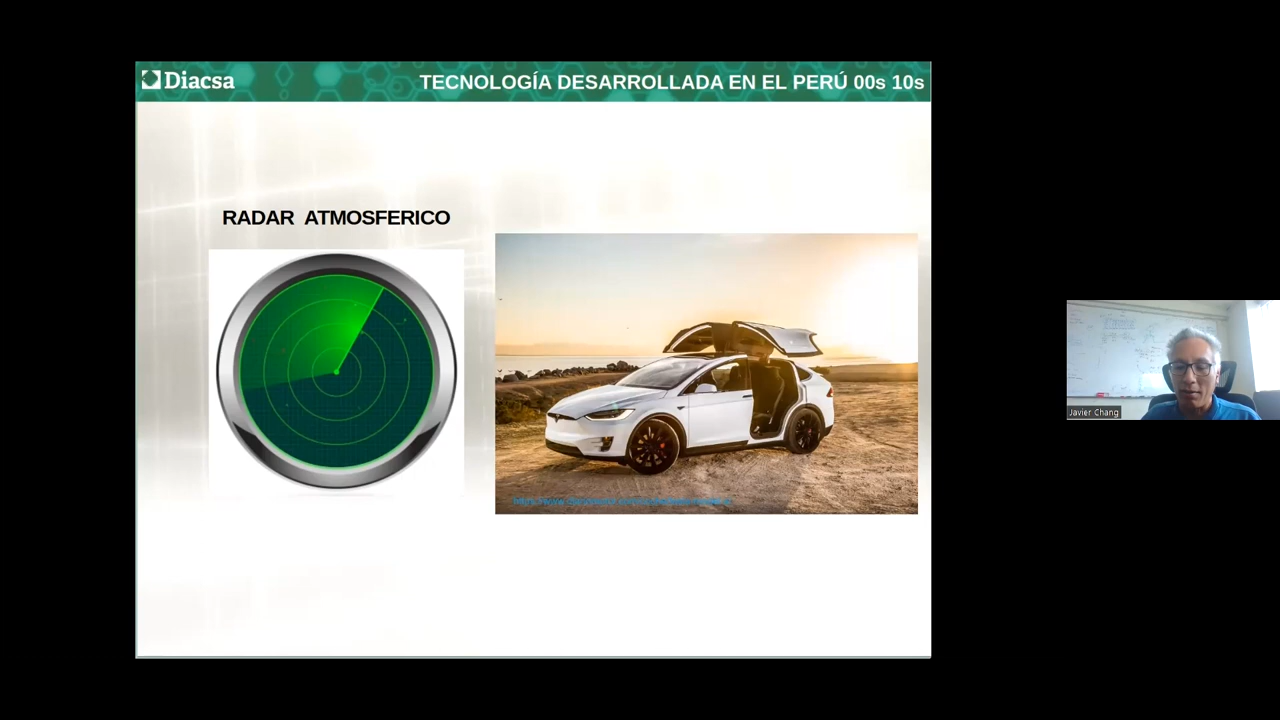 Diacsa
TECNOLOGÍA DESARROLLADA EN EL PERÚ 00s 10s
RADAR ATMOSFERICO
Javier Chang